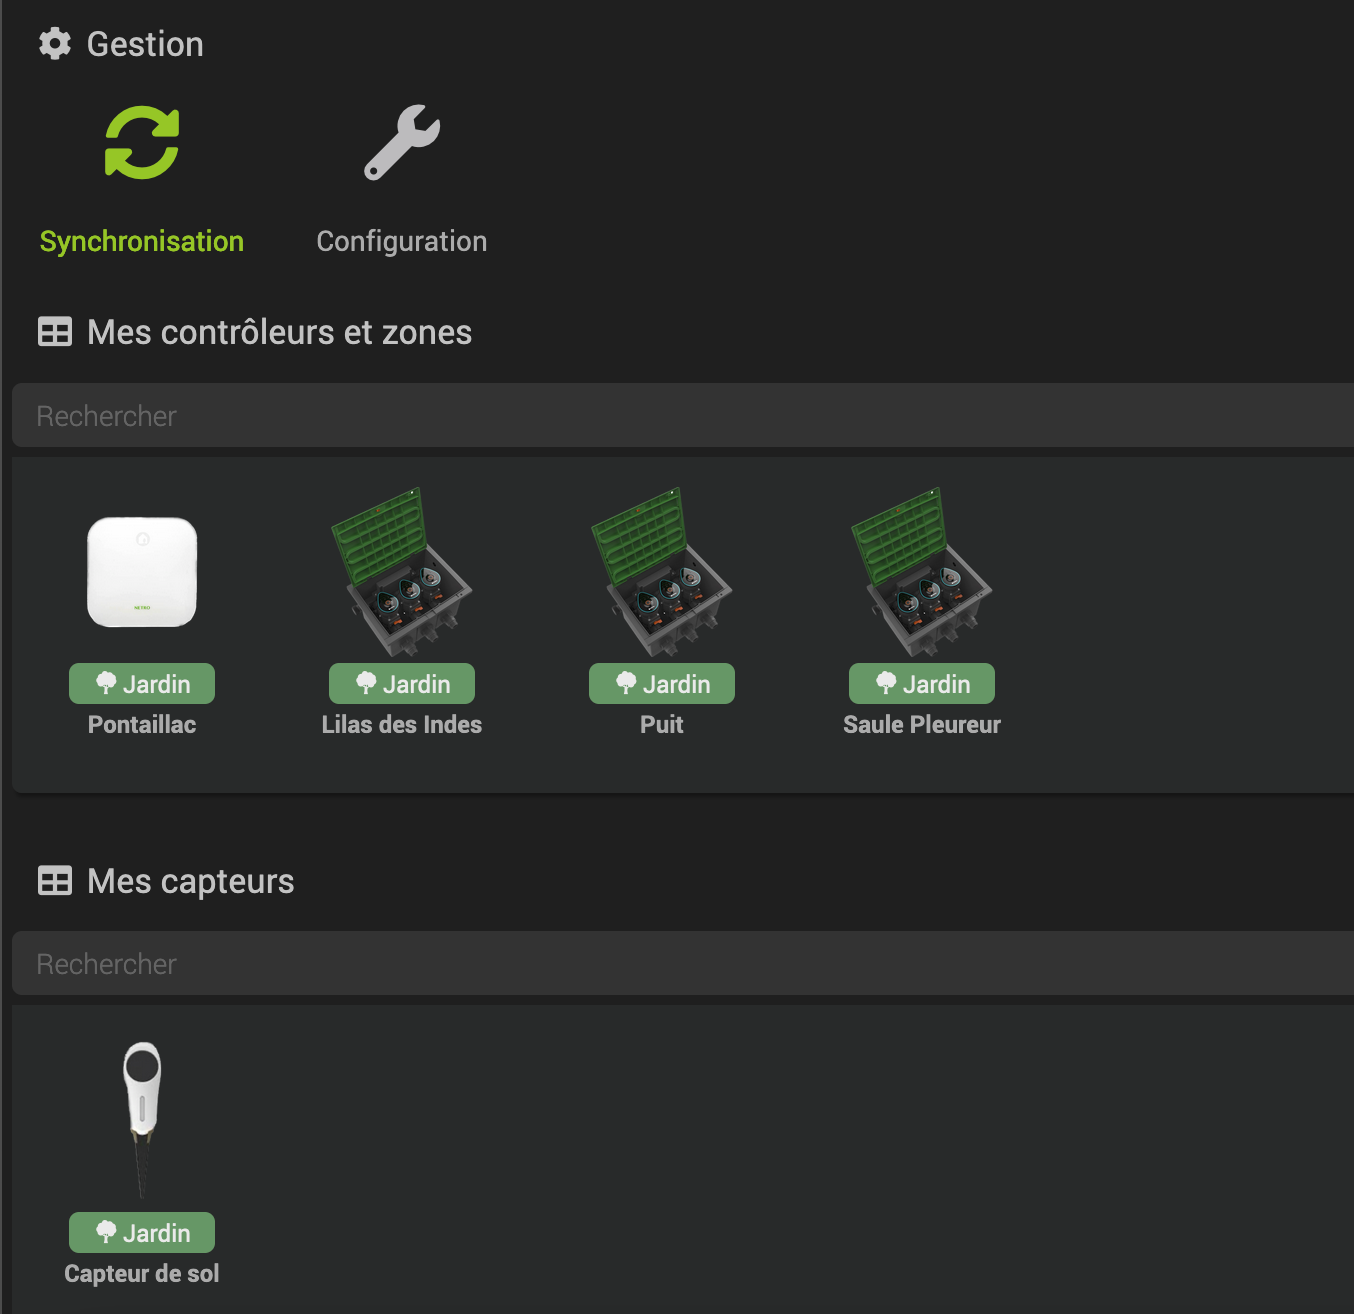 Gestion
Synchronisation
Configuration
Mes contrôleurs et zones
Rechercher
NETRO
Jardin
Jardin
Jardin
Jardin
Pontaillac
Lilas des Indes
Puit
Saule Pleureur
Mes capteurs
Rechercher
Jardin
Capteur de sol